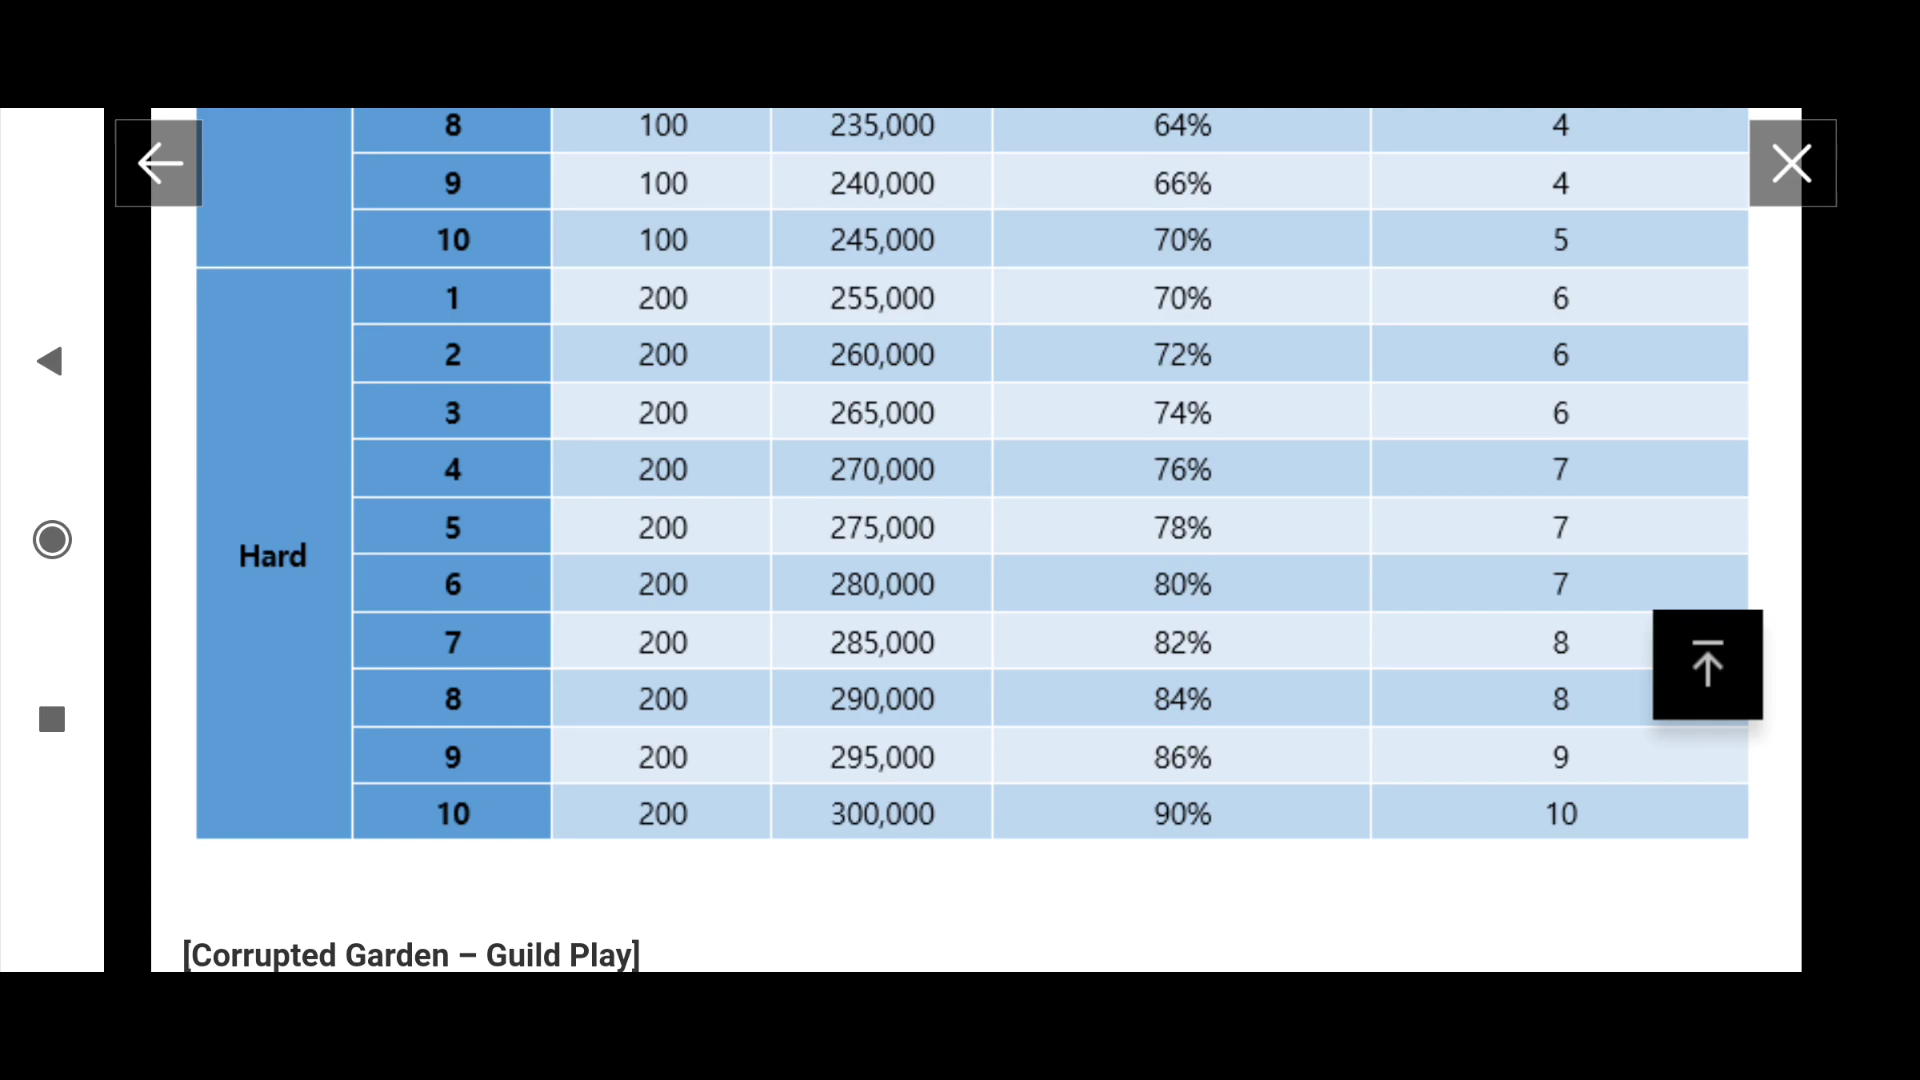 8 100 235,000 64% 4
9 100 240,000 66% 4
10 100 245,000 70% 5
1 200 255,000 70% 6
2 200 260,000 72% 6
3 200 265,000 74% 6
4 200 270,000 76% 7
5 200 275,000 78% 7
Hard
6 200 280,000 80% 7
7 200 285,000 82% 8
8 200 290,000 84% 8
9 200 295,000 86% 9
10 200 300,000 90% 10
[Corrupted Garden – Guild Play]